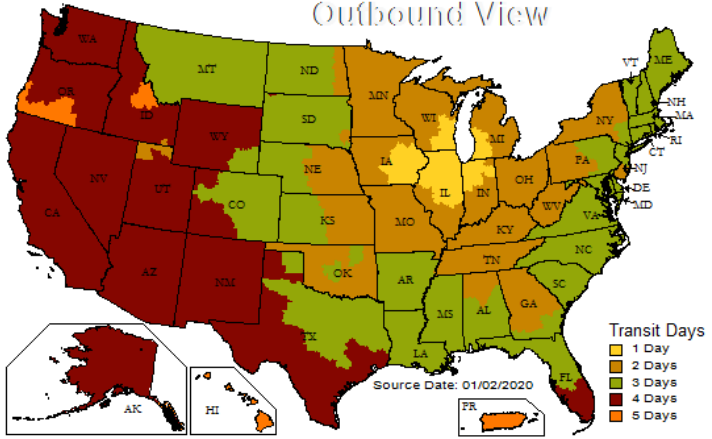 Outbound View
WA
MT
ND
MN
VT
ME
OR
ID
SD
WI
MI
NY
NH
MA
WY
RI
CT
IA
NE
PA
NJ
NV
UT
CO
IL
IN
OH
DE
MD
CA
KS
MO
WV
VA
KY
AZ
NM
OK
AR
TN
NC
SC
MS
AL
GA
TX
LA
FL
Transit Days
1 Day
2 Days
3 Days
4 Days
5 Days
Source Date: 01/02/2020
AK
HI
PR